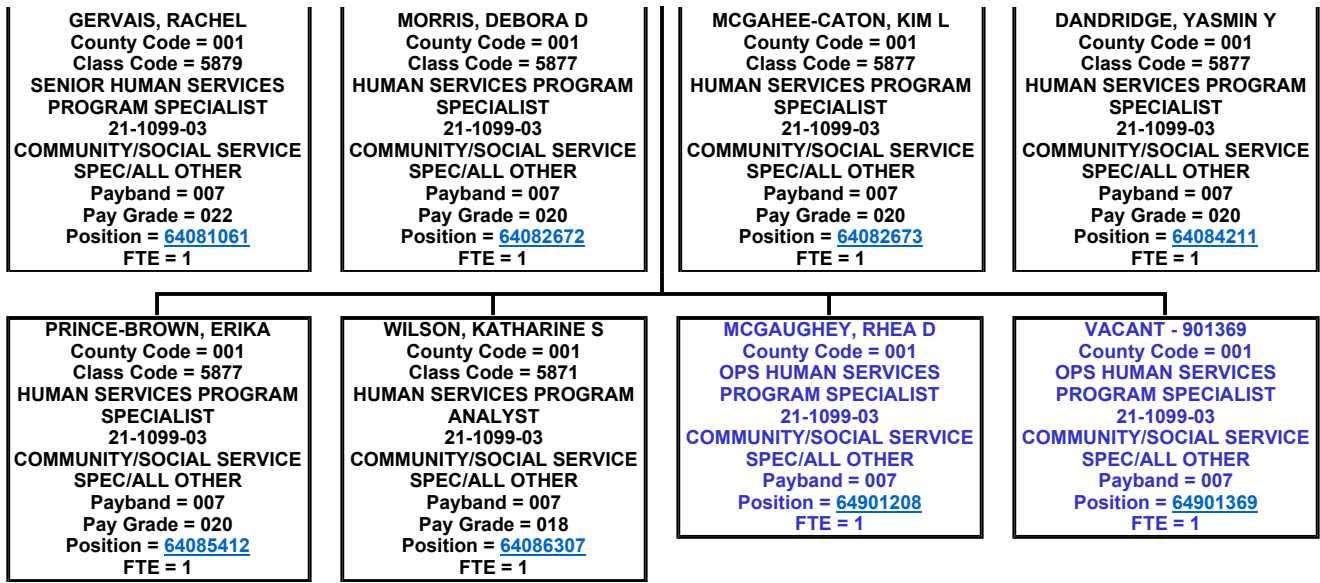 GERVAIS, RACHEL
County Code = 001
Class Code = 5879
SENIOR HUMAN SERVICES
PROGRAM SPECIALIST
21-1099-03
COMMUNITY/SOCIAL SERVICE
SPEC/ALL OTHER
Payband = 007
Pay Grade = 022
Position = 64081061
FTE = 1
MORRIS, DEBORA D
County Code = 001
Class Code = 5877
HUMAN SERVICES PROGRAM
SPECIALIST
21-1099-03
COMMUNITY/SOCIAL SERVICE
SPEC/ALL OTHER
Payband = 007
Pay Grade = 020
Position = 64082672
FTE = 1
MCGAHEE-CATON, KIM L
County Code = 001
Class Code = 5877
HUMAN SERVICES PROGRAM
SPECIALIST
21-1099-03
COMMUNITY/SOCIAL SERVICE
SPEC/ALL OTHER
Payband = 007
Pay Grade = 020
Position = 64082673
FTE = 1
DANDRIDGE, YASMIN Y
County Code = 001
Class Code = 5877
HUMAN SERVICES PROGRAM
SPECIALIST
21-1099-03
COMMUNITY/SOCIAL SERVICE
SPEC/ALL OTHER
Payband = 007
Pay Grade = 020
Position = 64084211
FTE = 1
PRINCE-BROWN, ERIKA
County Code = 001
Class Code = 5877
HUMAN SERVICES PROGRAM
SPECIALIST
21-1099-03
COMMUNITY/SOCIAL SERVICE
SPEC/ALL OTHER
Payband = 007
Pay Grade = 020
Position = 64085412
FTE = 1
WILSON, KATHARINE S
County Code = 001
Class Code = 5871
HUMAN SERVICES PROGRAM
ANALYST
21-1099-03
COMMUNITY/SOCIAL SERVICE
SPEC/ALL OTHER
Payband = 007
Pay Grade = 018
Position = 64086307
FTE = 1
MCGAUGHEY, RHEA D
County Code = 001
OPS HUMAN SERVICES
PROGRAM SPECIALIST
21-1099-03
COMMUNITY/SOCIAL SERVICE
SPEC/ALL OTHER
Payband = 007
Position = 64901208
FTE = 1
VACANT - 901369
County Code = 001
OPS HUMAN SERVICES
PROGRAM SPECIALIST
21-1099-03
COMMUNITY/SOCIAL SERVICE
SPEC/ALL OTHER
Payband = 007
Position = 64901369
FTE = 1